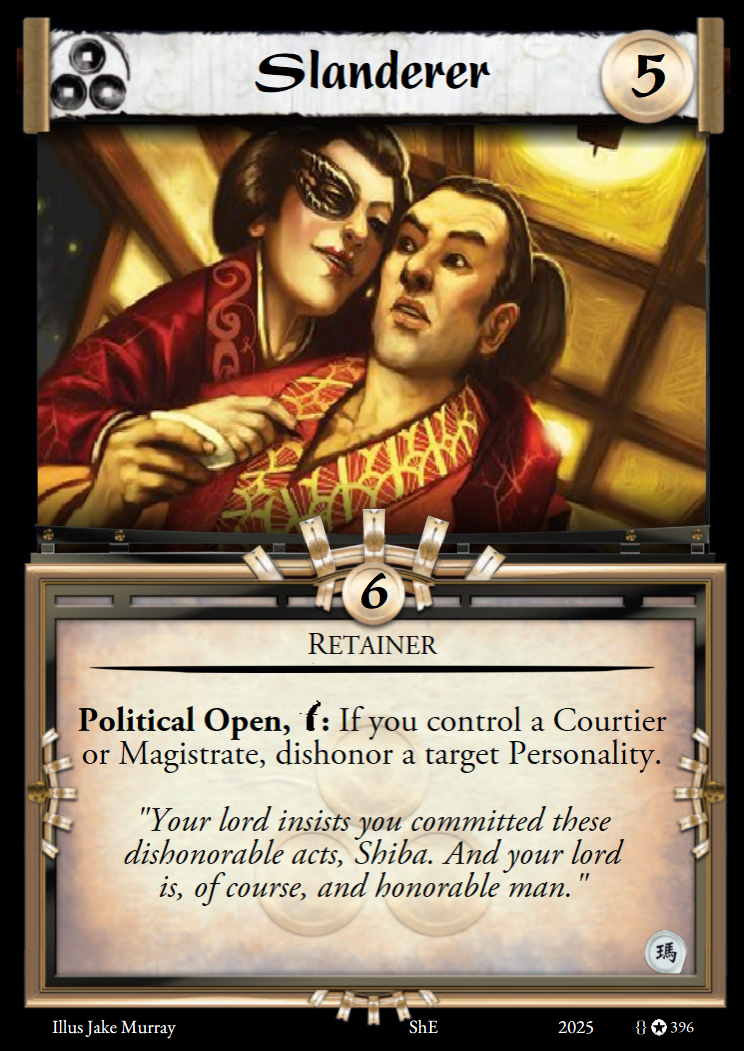 Slanderer
5
6
RETAINER
Political Open, : If you control a Courtier
or Magistrate, dishonor a target Personality.
"Your lord insists you committed these
dishonorable acts, Shiba. And your lord
is, of course, and honorable man."
瑪
Illus Jake Murray
ShE
2025
{} ✪ 396